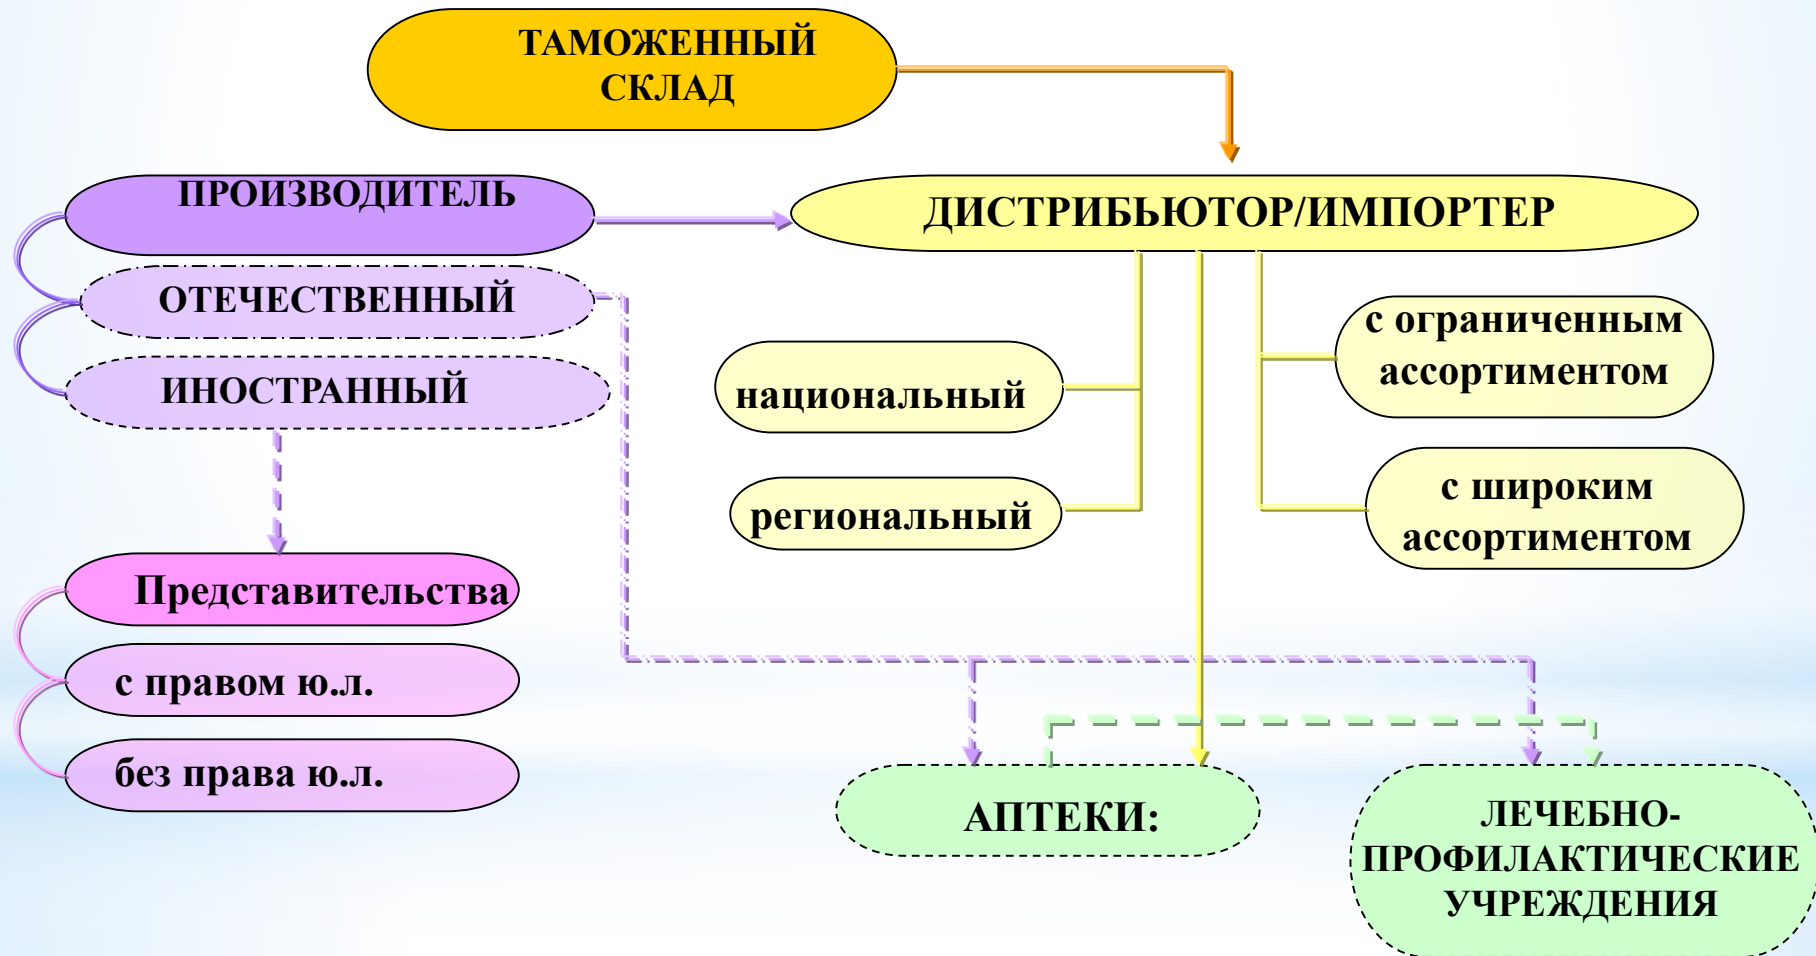 ТАМОЖЕННЫЙ
СКЛАД
ПРОИЗВОДИТЕЛЬ
ДИСТРИБЬЮТОР/ИМПОРТЕР
ОТЕЧЕСТВЕННЫЙ
ИНОСТРАННЫЙ
с ограниченным
ассортиментом
национальный
с широким
ассортиментом
региональный
Представительства
с правом ю.л.
без права ю.л.
АПТЕКИ:
ЛЕЧЕБНО-
ПРОФИЛАКТИЧЕСКИЕ
УЧРЕЖДЕНИЯ